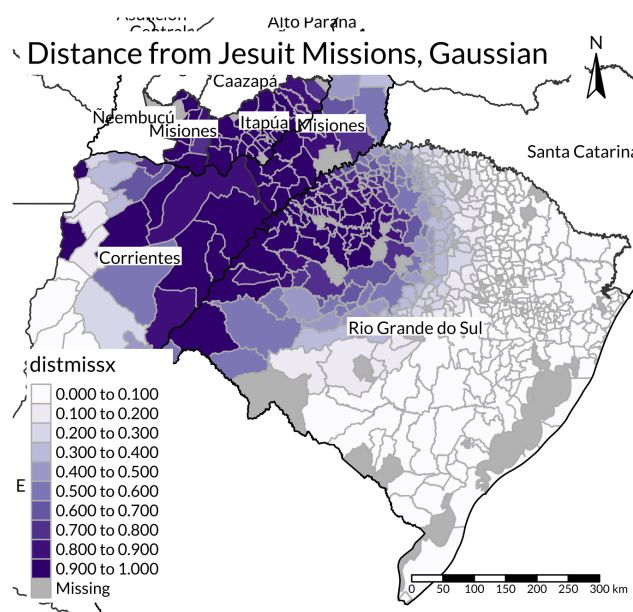 Asunción
Central
Alto Paraná
Distance from Jesuit Missions, Gaussian
N
Caazapá
Ñeembucú
Misiones
Itapúa
Misiones
Santa Catarina
Corrientes
Rio Grande do Sul
distmissx
0.000 to 0.100
0.100 to 0.200
0.200 to 0.300
0.300 to 0.400
0.400 to 0.500
0.500 to 0.600
0.600 to 0.700
0.700 to 0.800
0.800 to 0.900
0.900 to 1.000
Missing
E
0 50 100 150 200 250 300 km